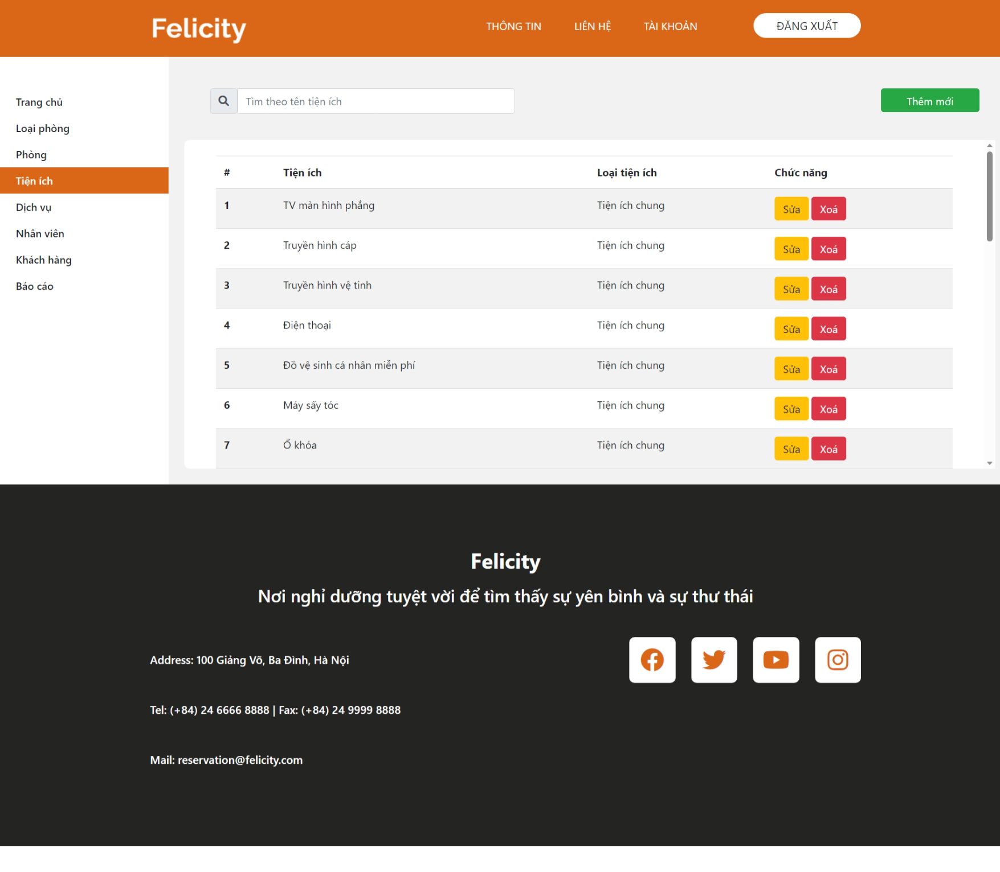 Felicity
THÔNG TIN LIÊN HỆ TÀI KHOẢN ĐĂNG XUẤT
Trang chủ
Loại phòng
Phòng
Tiện ích
Dịch vụ
Nhân viên
Khách hàng
Báo cáo
Tìm theo tên tiện ích
Thêm mới
# Tiện ích Loại tiện ích Chức năng
1 TV màn hình phẳng Tiện ích chung Sửa Xoá
2 Truyền hình cáp Tiện ích chung Sửa Xoá
3 Truyền hình vệ tinh Tiện ích chung Sửa Xoá
4 Điện thoại Tiện ích chung Sửa Xoá
5 Đồ vệ sinh cá nhân miễn phí Tiện ích chung Sửa Xoá
6 Máy sấy tóc Tiện ích chung Sửa Xoá
7 Ổ khóa Tiện ích chung Sửa Xoá
Felicity
Nơi nghỉ dưỡng tuyệt vời để tìm thấy sự yên bình và sự thư thái
Address: 100 Giảng Võ, Ba Đình, Hà Nội
Tel: (+84) 24 6666 8888 | Fax: (+84) 24 9999 8888
Mail: reservation@felicity.com